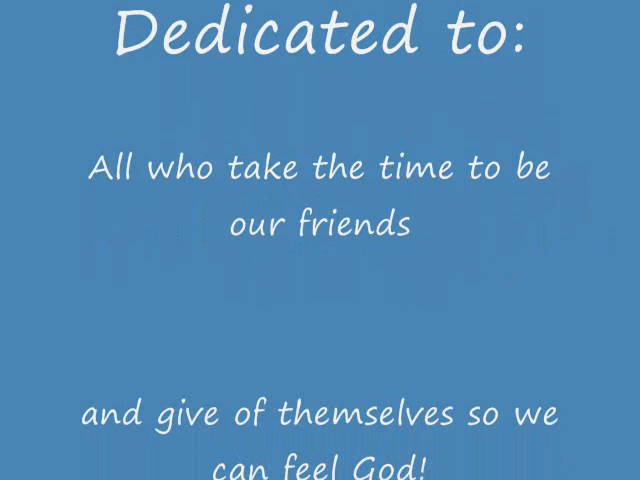 Dedicated to:
All who take the time to be
our friends
and give of themselves so we
can feel God!